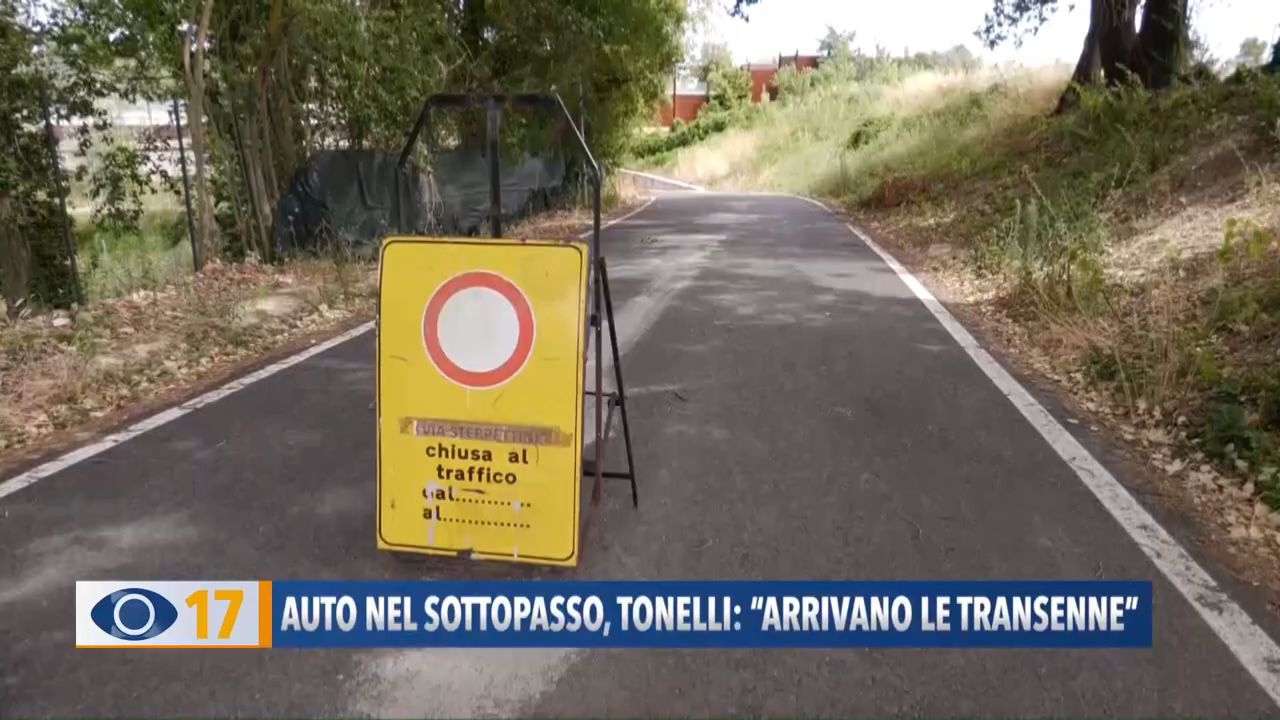 VIA STERPETTINE
chiusa al
traffico
dal...........
al.............
17
AUTO NEL SOTTOPASSO, TONELLI: “ARRIVANO LE TRANSENNE”